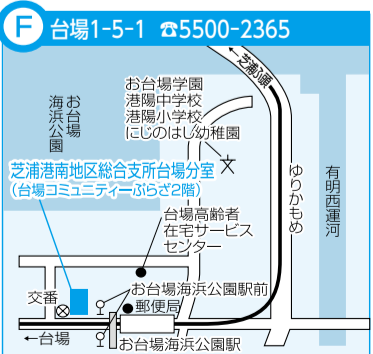 F 台場1-5-1 ☎5500-2365
←芝浦ふ頭
お台場学園
港陽中学校
港陽小学校
にじのはし幼稚園
お台場
海浜公園
芝浦港南地区総合支所台場分室
(台場コミュニティーぷらざ2階)
ゆりかもめ
有明西運河
台場高齢者
在宅サービス
センター
お台場海浜公園駅前
交番
郵便局
←台場
お台場海浜公園駅